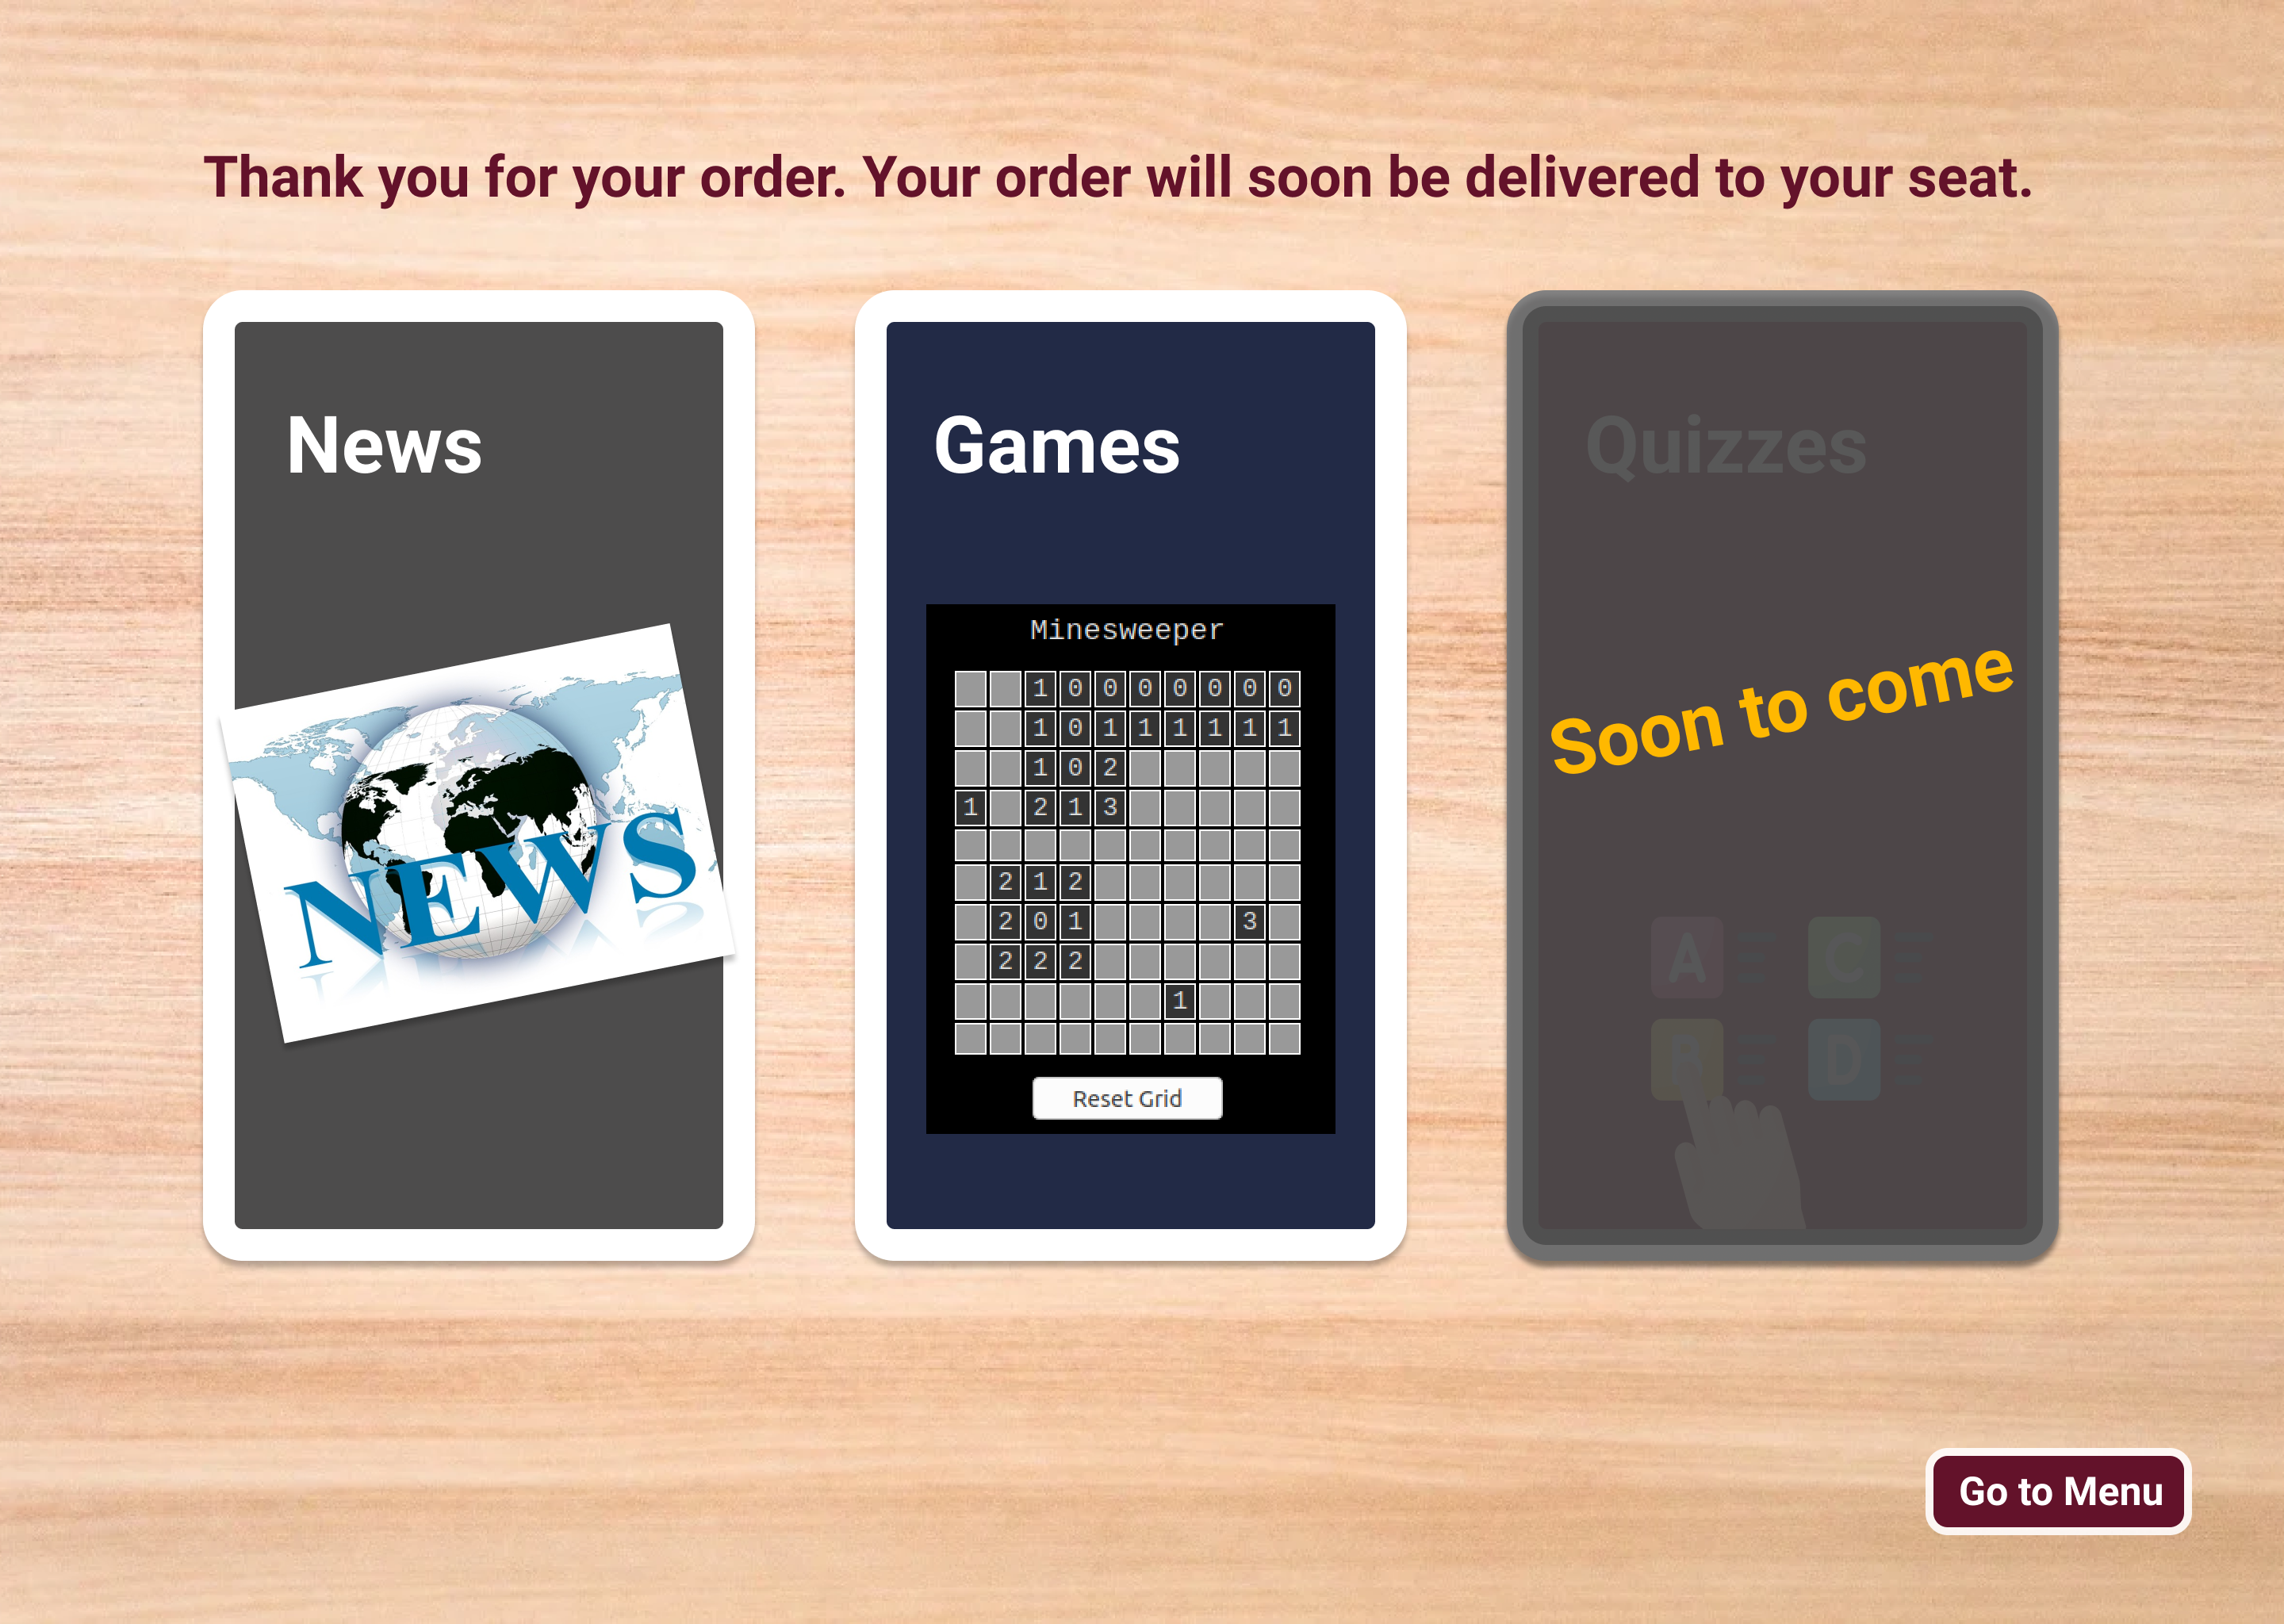 Thank you for your order. Your order will soon be delivered to your seat.
News
NEWS
Games
Minesweeper
1 0 0 0 0 0 0 0
1 0 1 1 1 1 1 1
1 0 2
1 2 1 3
2 1 2
2 0 1 3
2 2 2
1
Reset Grid
Quizzes
Soon to come
A C
B D
Go to Menu